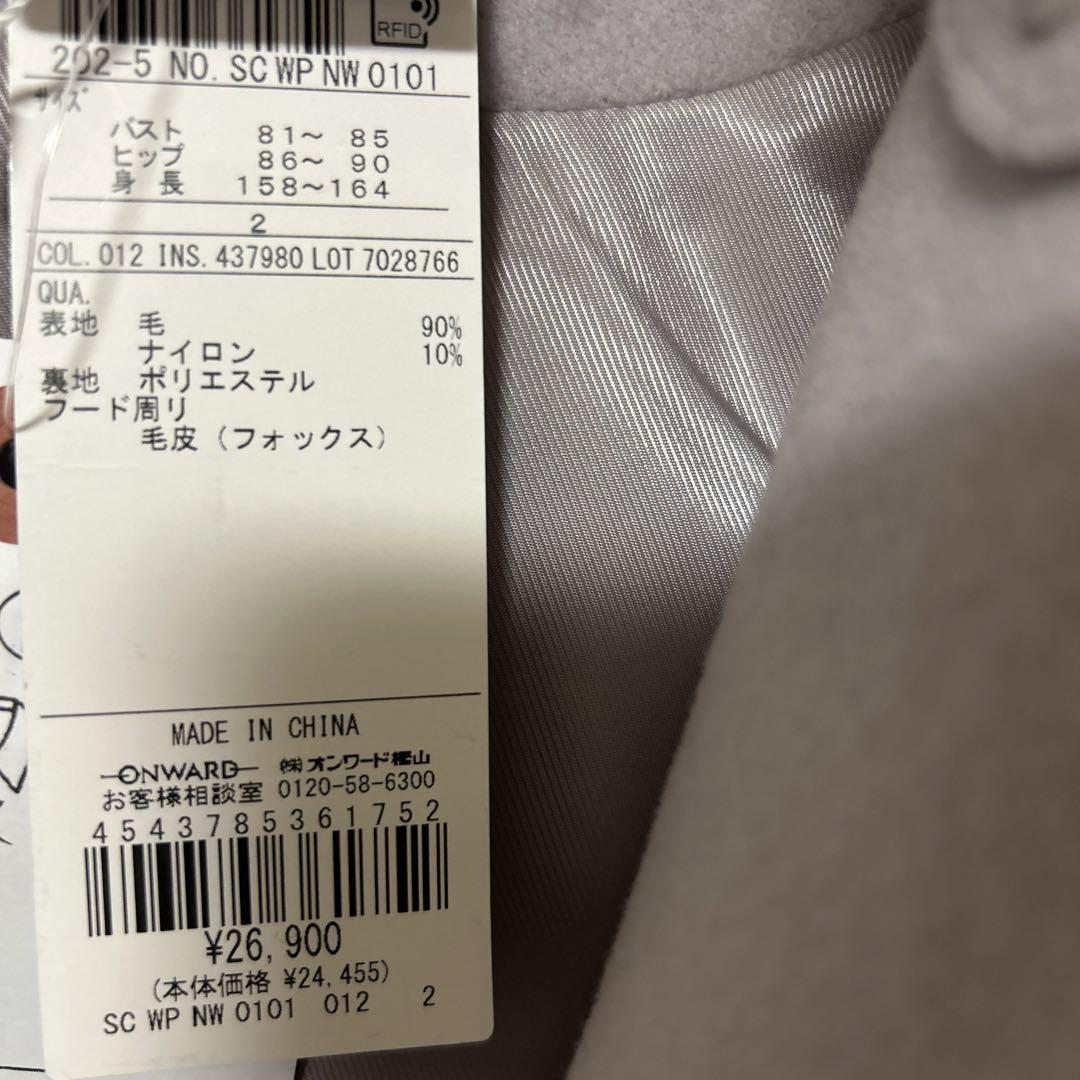 RFID
202-5 NO. SC WP NW 0101
サイズ
バスト 81～ 85
ヒップ 86～ 90
身長 158～164
2
COL. 012 INS. 437980 LOT 7028766
QUA.
表地 毛 90%
ナイロン 10%
裏地 ポリエステル
フード周り
毛皮（フォックス）
MADE IN CHINA
ONWARD ㈱オンワード樫山
お客様相談室 0120-58-6300
4543785361752
¥26,900
(本体価格 ¥24,455)
SC WP NW 0101 012 2